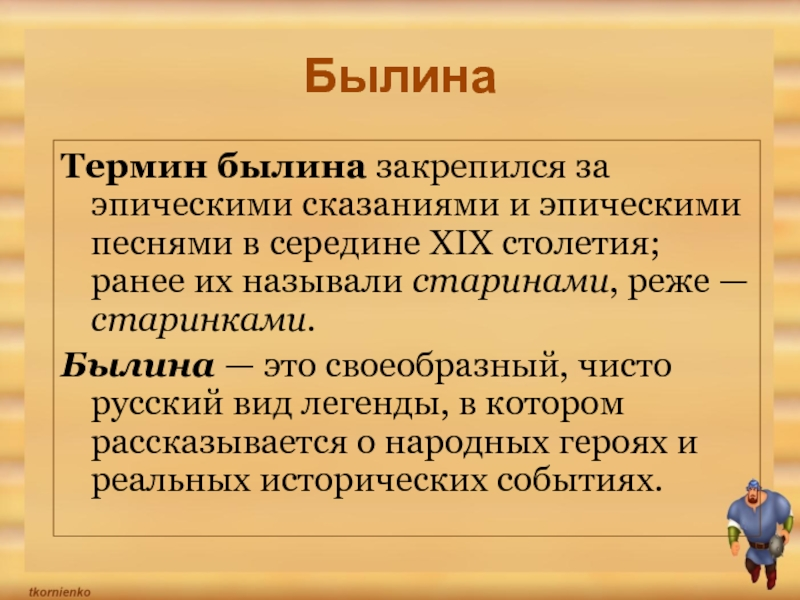 Былина
Термин былина закрепился за
эпическими сказаниями и эпическими
песнями в середине XIX столетия;
ранее их называли старинами, реже —
старинками.
Былина — это своеобразный, чисто
русский вид легенды, в котором
рассказывается о народных героях и
реальных исторических событиях.
tkornienko